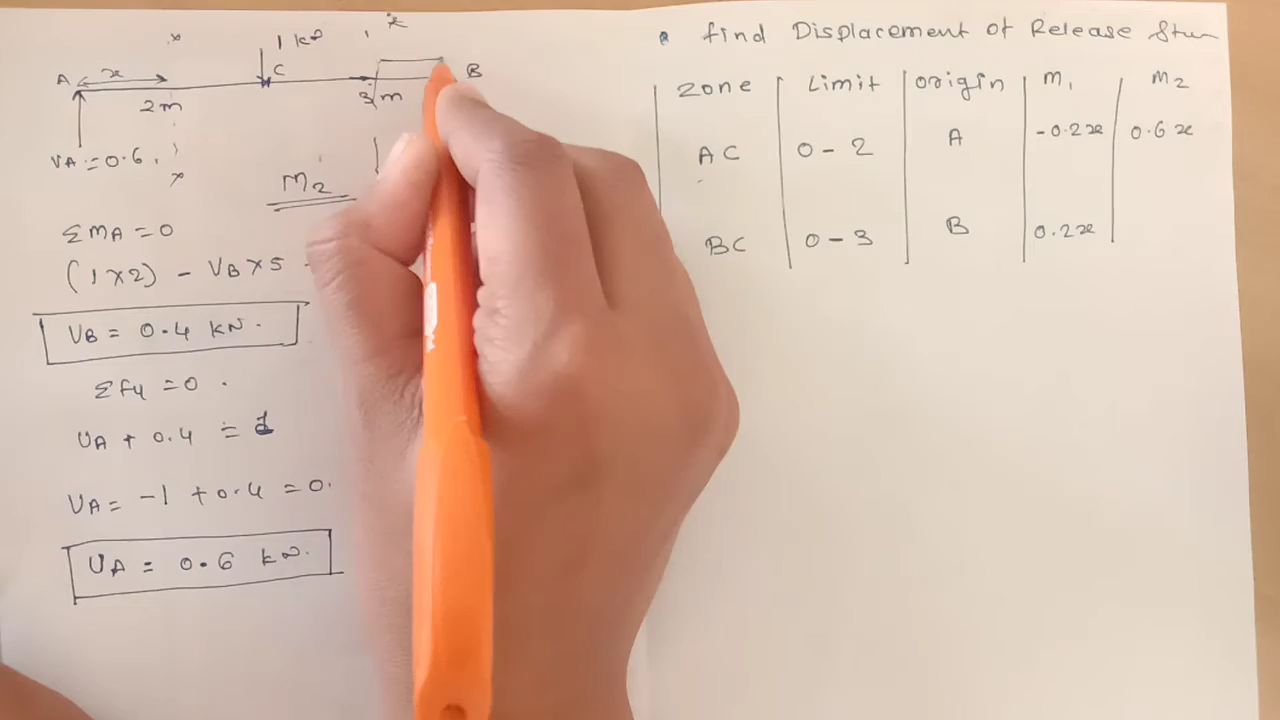 1 kN
A x C B
2m 3m
VA = 0.6
M2
ΣMA = 0
(1×2) - VB×5
VB = 0.4 kN.
Σfy = 0.
VA + 0.4 = 1
VA = -1 + 0.4 = 0.
VA = 0.6 kN.
find Displacement of Release
Zone Limit Origin M1 M2
AC 0-2 A -0.2x 0.6x
BC 0-3 B 0.2x